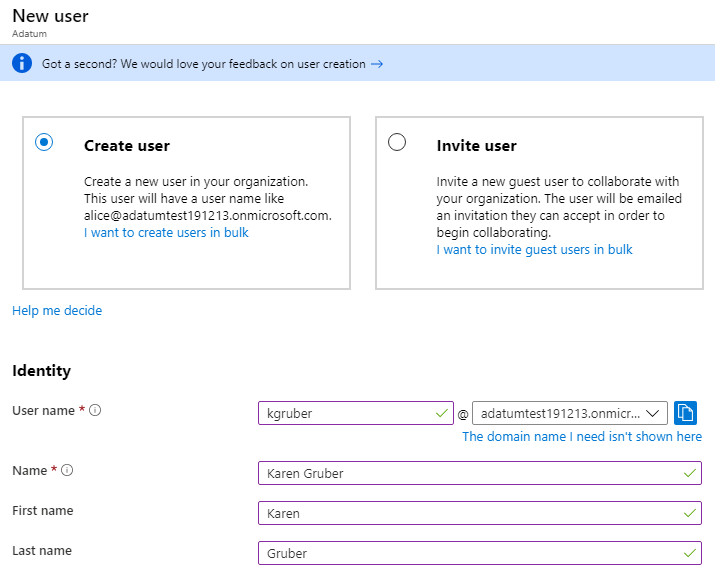 New user
Adatum
Got a second? We would love your feedback on user creation →
Create user
Create a new user in your organization.
This user will have a user name like
alice@adatumtest191213.onmicrosoft.com.
I want to create users in bulk
Invite user
Invite a new guest user to collaborate with
your organization. The user will be emailed
an invitation they can accept in order to
begin collaborating.
I want to invite guest users in bulk
Help me decide
Identity
User name * kgruber @ adatumtest191213.onmicr...
The domain name I need isn't shown here
Name * Karen Gruber
First name Karen
Last name Gruber